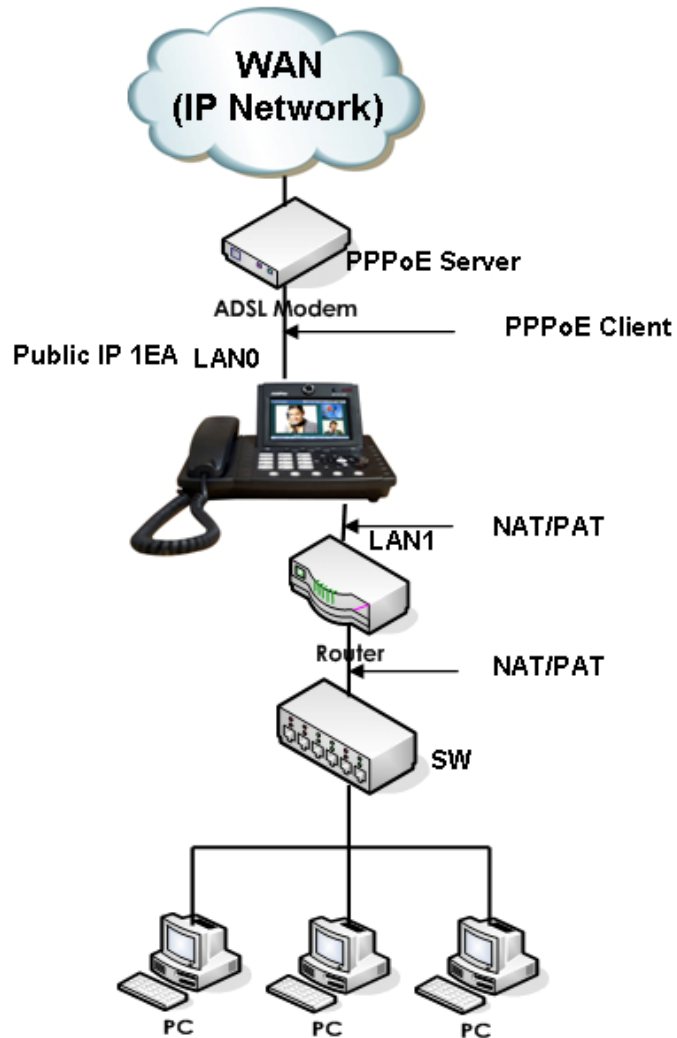 WAN
(IP Network)
PPPoE Server
ADSL Modem
PPPoE Client
Public IP 1EA
LAN0
NAT/PAT
LAN1
Router
NAT/PAT
SW
PC
PC
PC